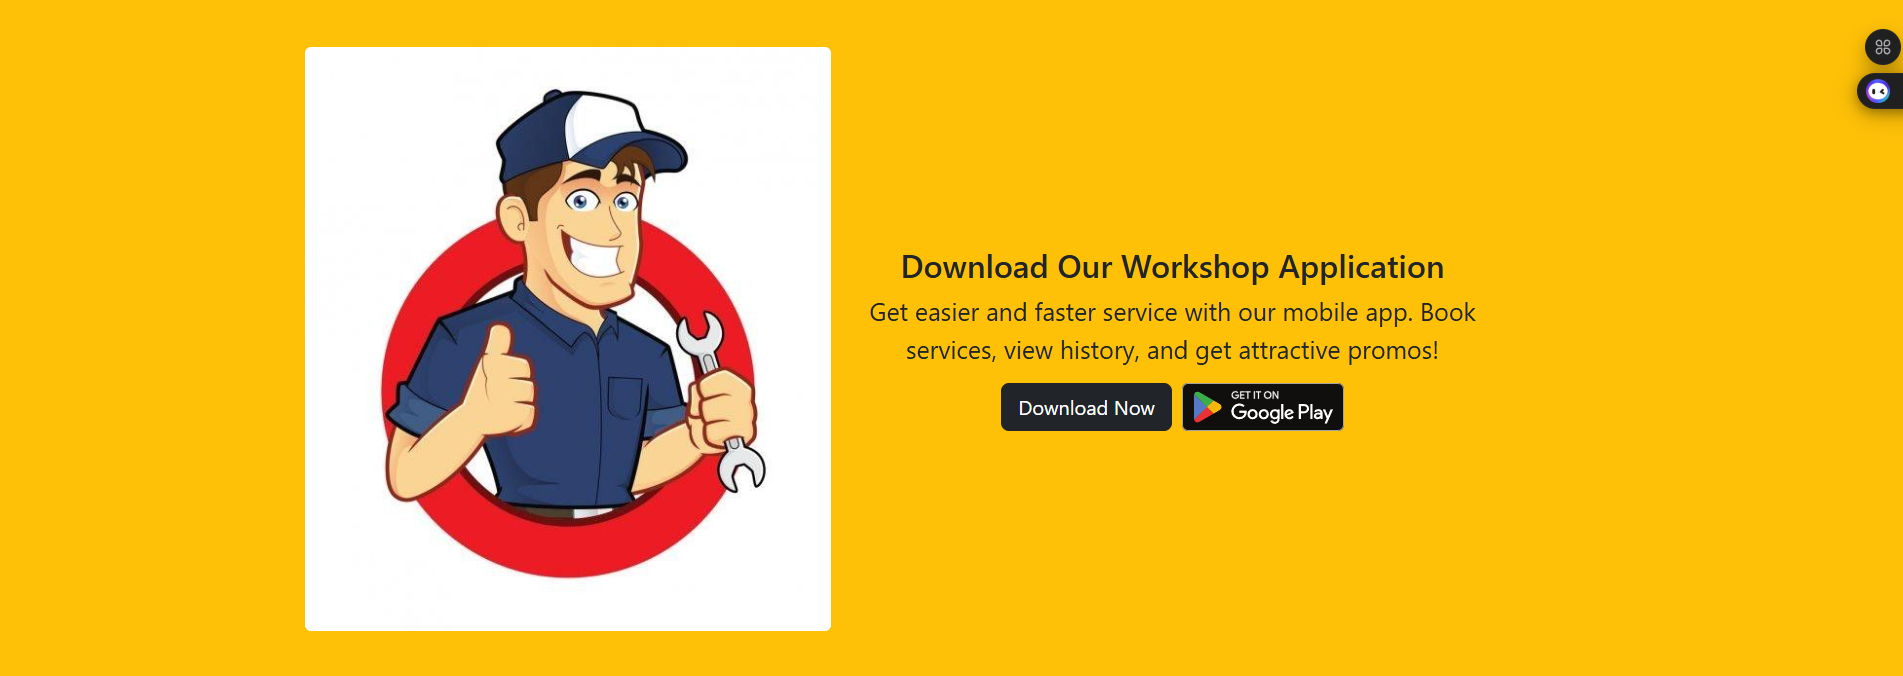 Download Our Workshop Application
Get easier and faster service with our mobile app. Book
services, view history, and get attractive promos!
Download Now
GET IT ON
Google Play